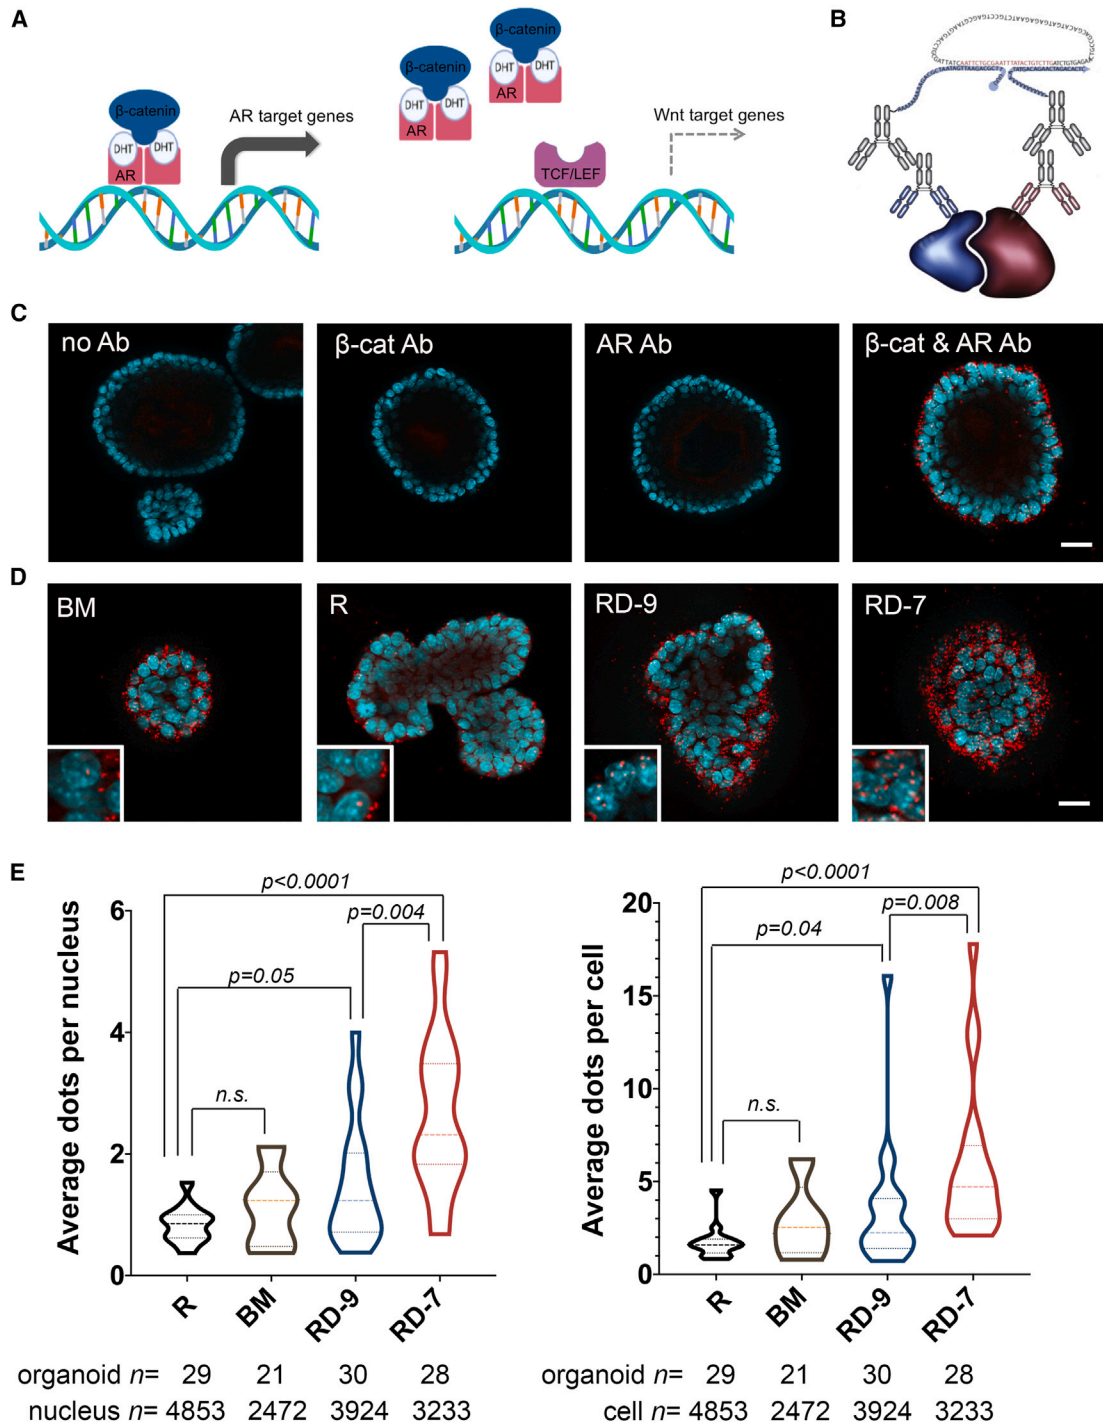 A
β-catenin
DHT
DHT
AR
AR target genes
β-catenin
DHT
DHT
AR
β-catenin
DHT
DHT
AR
TCF/LEF
Wnt target genes
B
C
no Ab
β-cat Ab
AR Ab
β-cat & AR Ab
D
BM
R
RD-9
RD-7
E
Average dots per nucleus
6
4
2
0
p<0.0001
p=0.004
p=0.05
n.s.
R
BM
RD-9
RD-7
organoid n= 29 21 30 28
nucleus n= 4853 2472 3924 3233
Average dots per cell
20
15
10
5
0
p<0.0001
p=0.008
p=0.04
n.s.
R
BM
RD-9
RD-7
organoid n= 29 21 30 28
cell n= 4853 2472 3924 3233